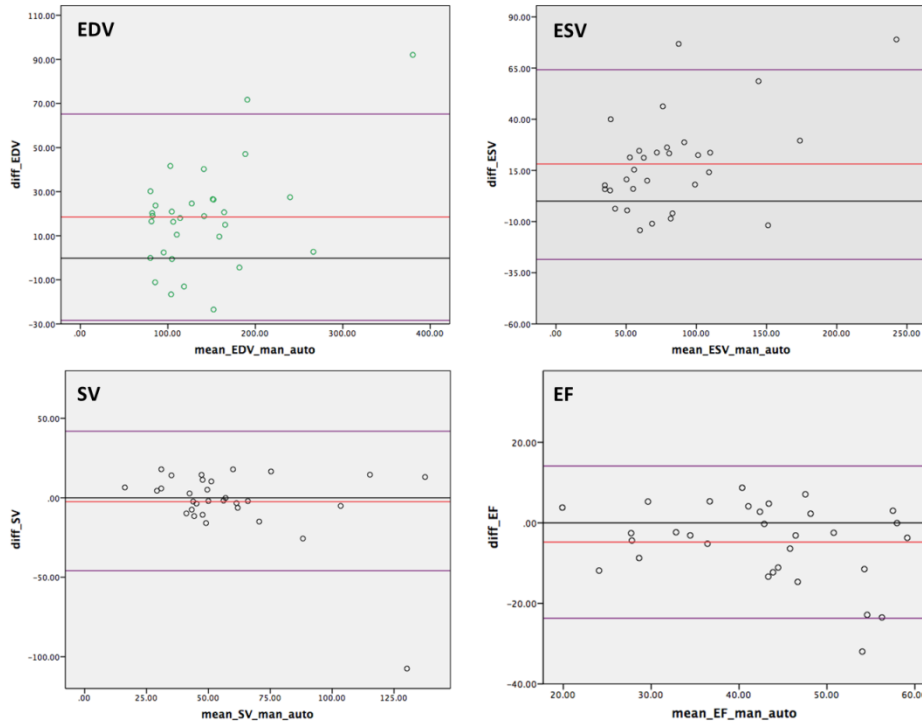 EDV
110.00
90.00
70.00
50.00
30.00
10.00
-10.00
-30.00
diff_EDV
.00 100.00 200.00 300.00 400.00
mean_EDV_man_auto
ESV
90.00
65.00
40.00
15.00
-10.00
-35.00
-60.00
diff_ESV
.00 50.00 100.00 150.00 200.00 250.00
mean_ESV_man_auto
SV
50.00
.00
-50.00
-100.00
diff_SV
.00 25.00 50.00 75.00 100.00 125.00
mean_SV_man_auto
EF
20.00
.00
-20.00
-40.00
diff_EF
20.00 30.00 40.00 50.00 60.00
mean_EF_man_auto